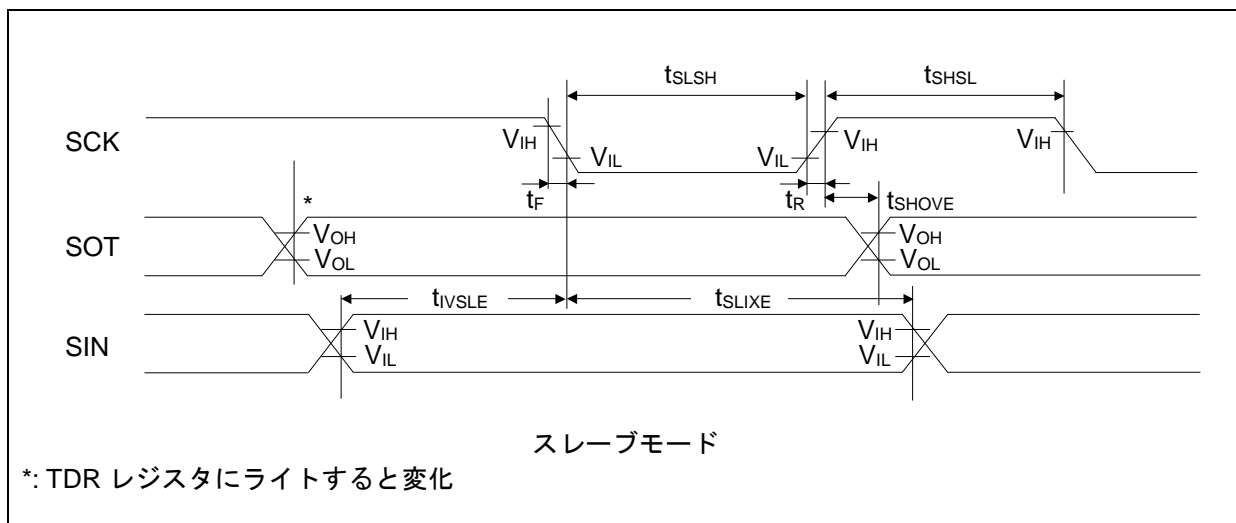 tSLSH
tSHSL
SCK
VIH
VIL
VIL
VIH
VIH
tF
tR
tSHOVE
*
SOT
VOH
VOL
VOH
VOL
tIVSLE
tSLIXE
SIN
VIH
VIL
VIH
VIL
スレーブモード
*: TDR レジスタにライトすると変化